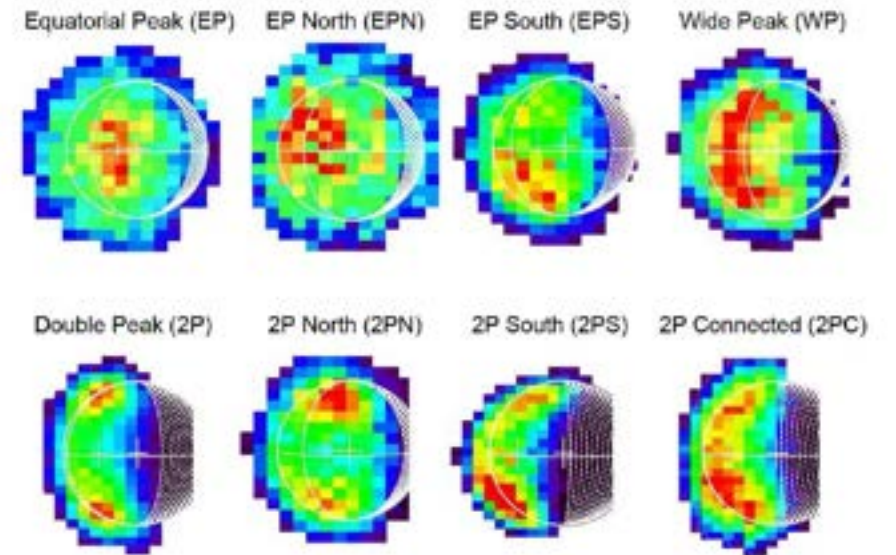 Equatorial Peak (EP) EP North (EPN) EP South (EPS) Wide Peak (WP)
Double Peak (2P) 2P North (2PN) 2P South (2PS) 2P Connected (2PC)